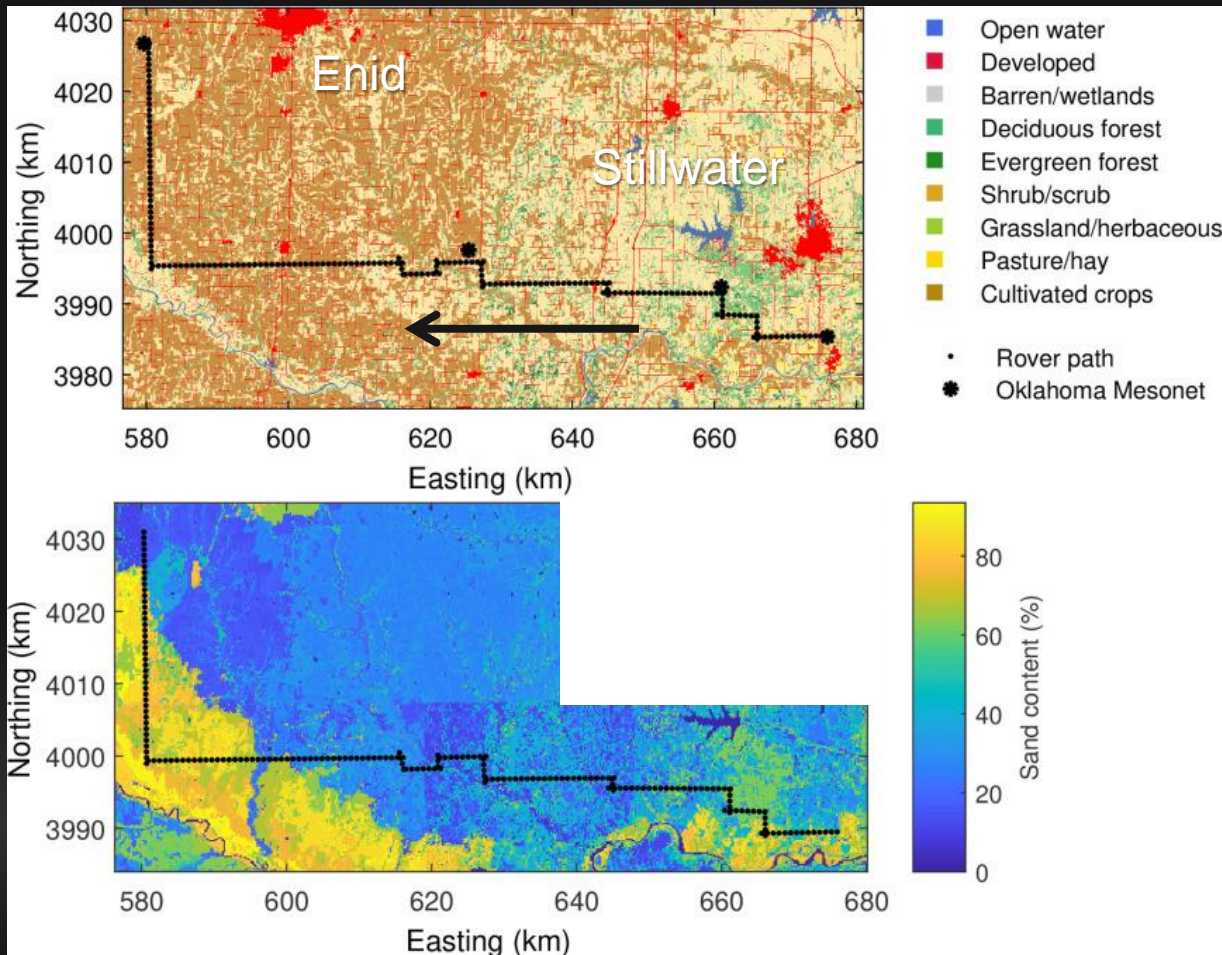 4030
4020
4010
4000
3990
3980
Northing (km)
Enid
Stillwater
580
600
620
640
660
680
Easting (km)
Open water
Developed
Barren/wetlands
Deciduous forest
Evergreen forest
Shrub/scrub
Grassland/herbaceous
Pasture/hay
Cultivated crops
Rover path
Oklahoma Mesonet
4030
4020
4010
4000
3990
Northing (km)
580
600
620
640
660
680
Easting (km)
80
60
40
20
0
Sand content (%)